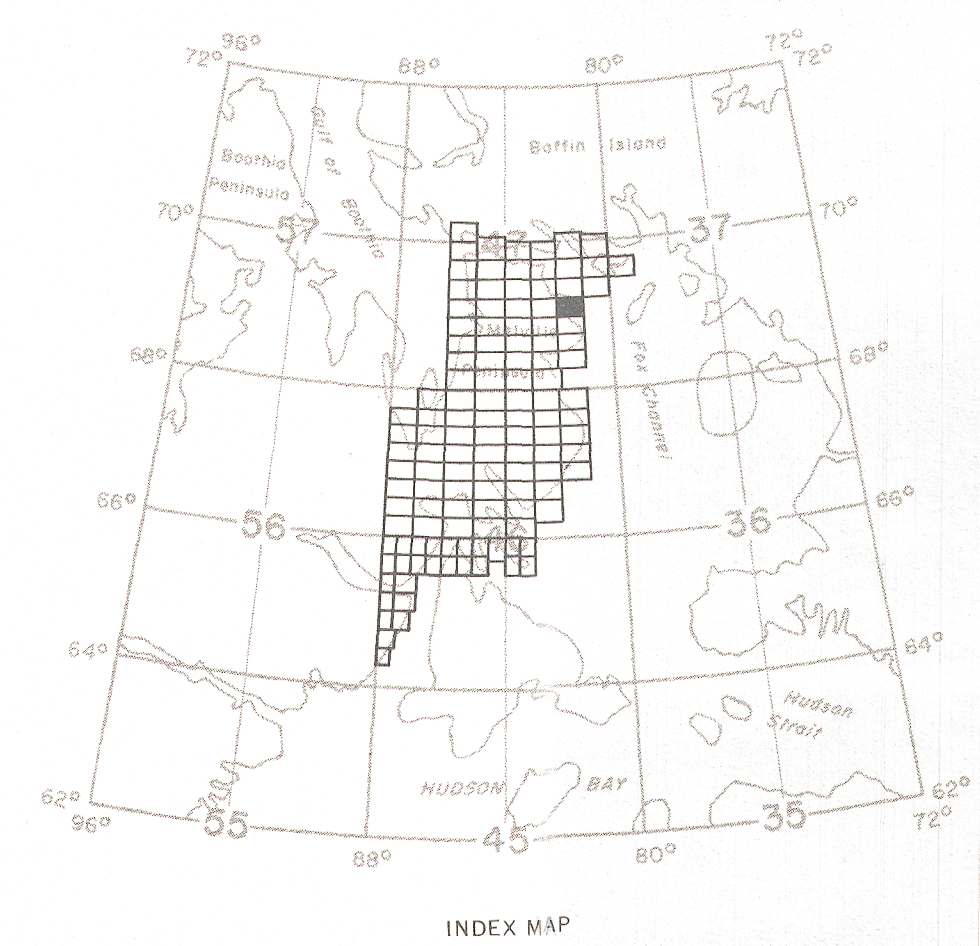 96° 72°
72° 88° 80° 72°
Gulf of Boothia
Baffin Island
Boothia
Peninsula
70° 57 47 37 70°
Melville
Peninsula
68° 68°
Fox Channel
66° 56 46 36 66°
64° 64°
Hudson
Strait
HUDSON BAY
62° 62°
96° 55 45 35 72°
88° 80°
INDEX MAP